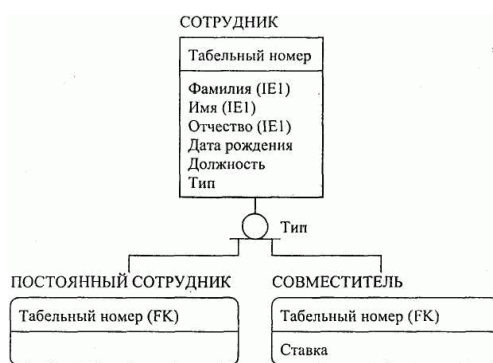 СОТРУДНИК
Табельный номер
Фамилия (IE1)
Имя (IE1)
Отчество (IE1)
Дата рождения
Должность
Тип
Тип
ПОСТОЯННЫЙ СОТРУДНИК
Табельный номер (FK)
СОВМЕСТИТЕЛЬ
Табельный номер (FK)
Ставка